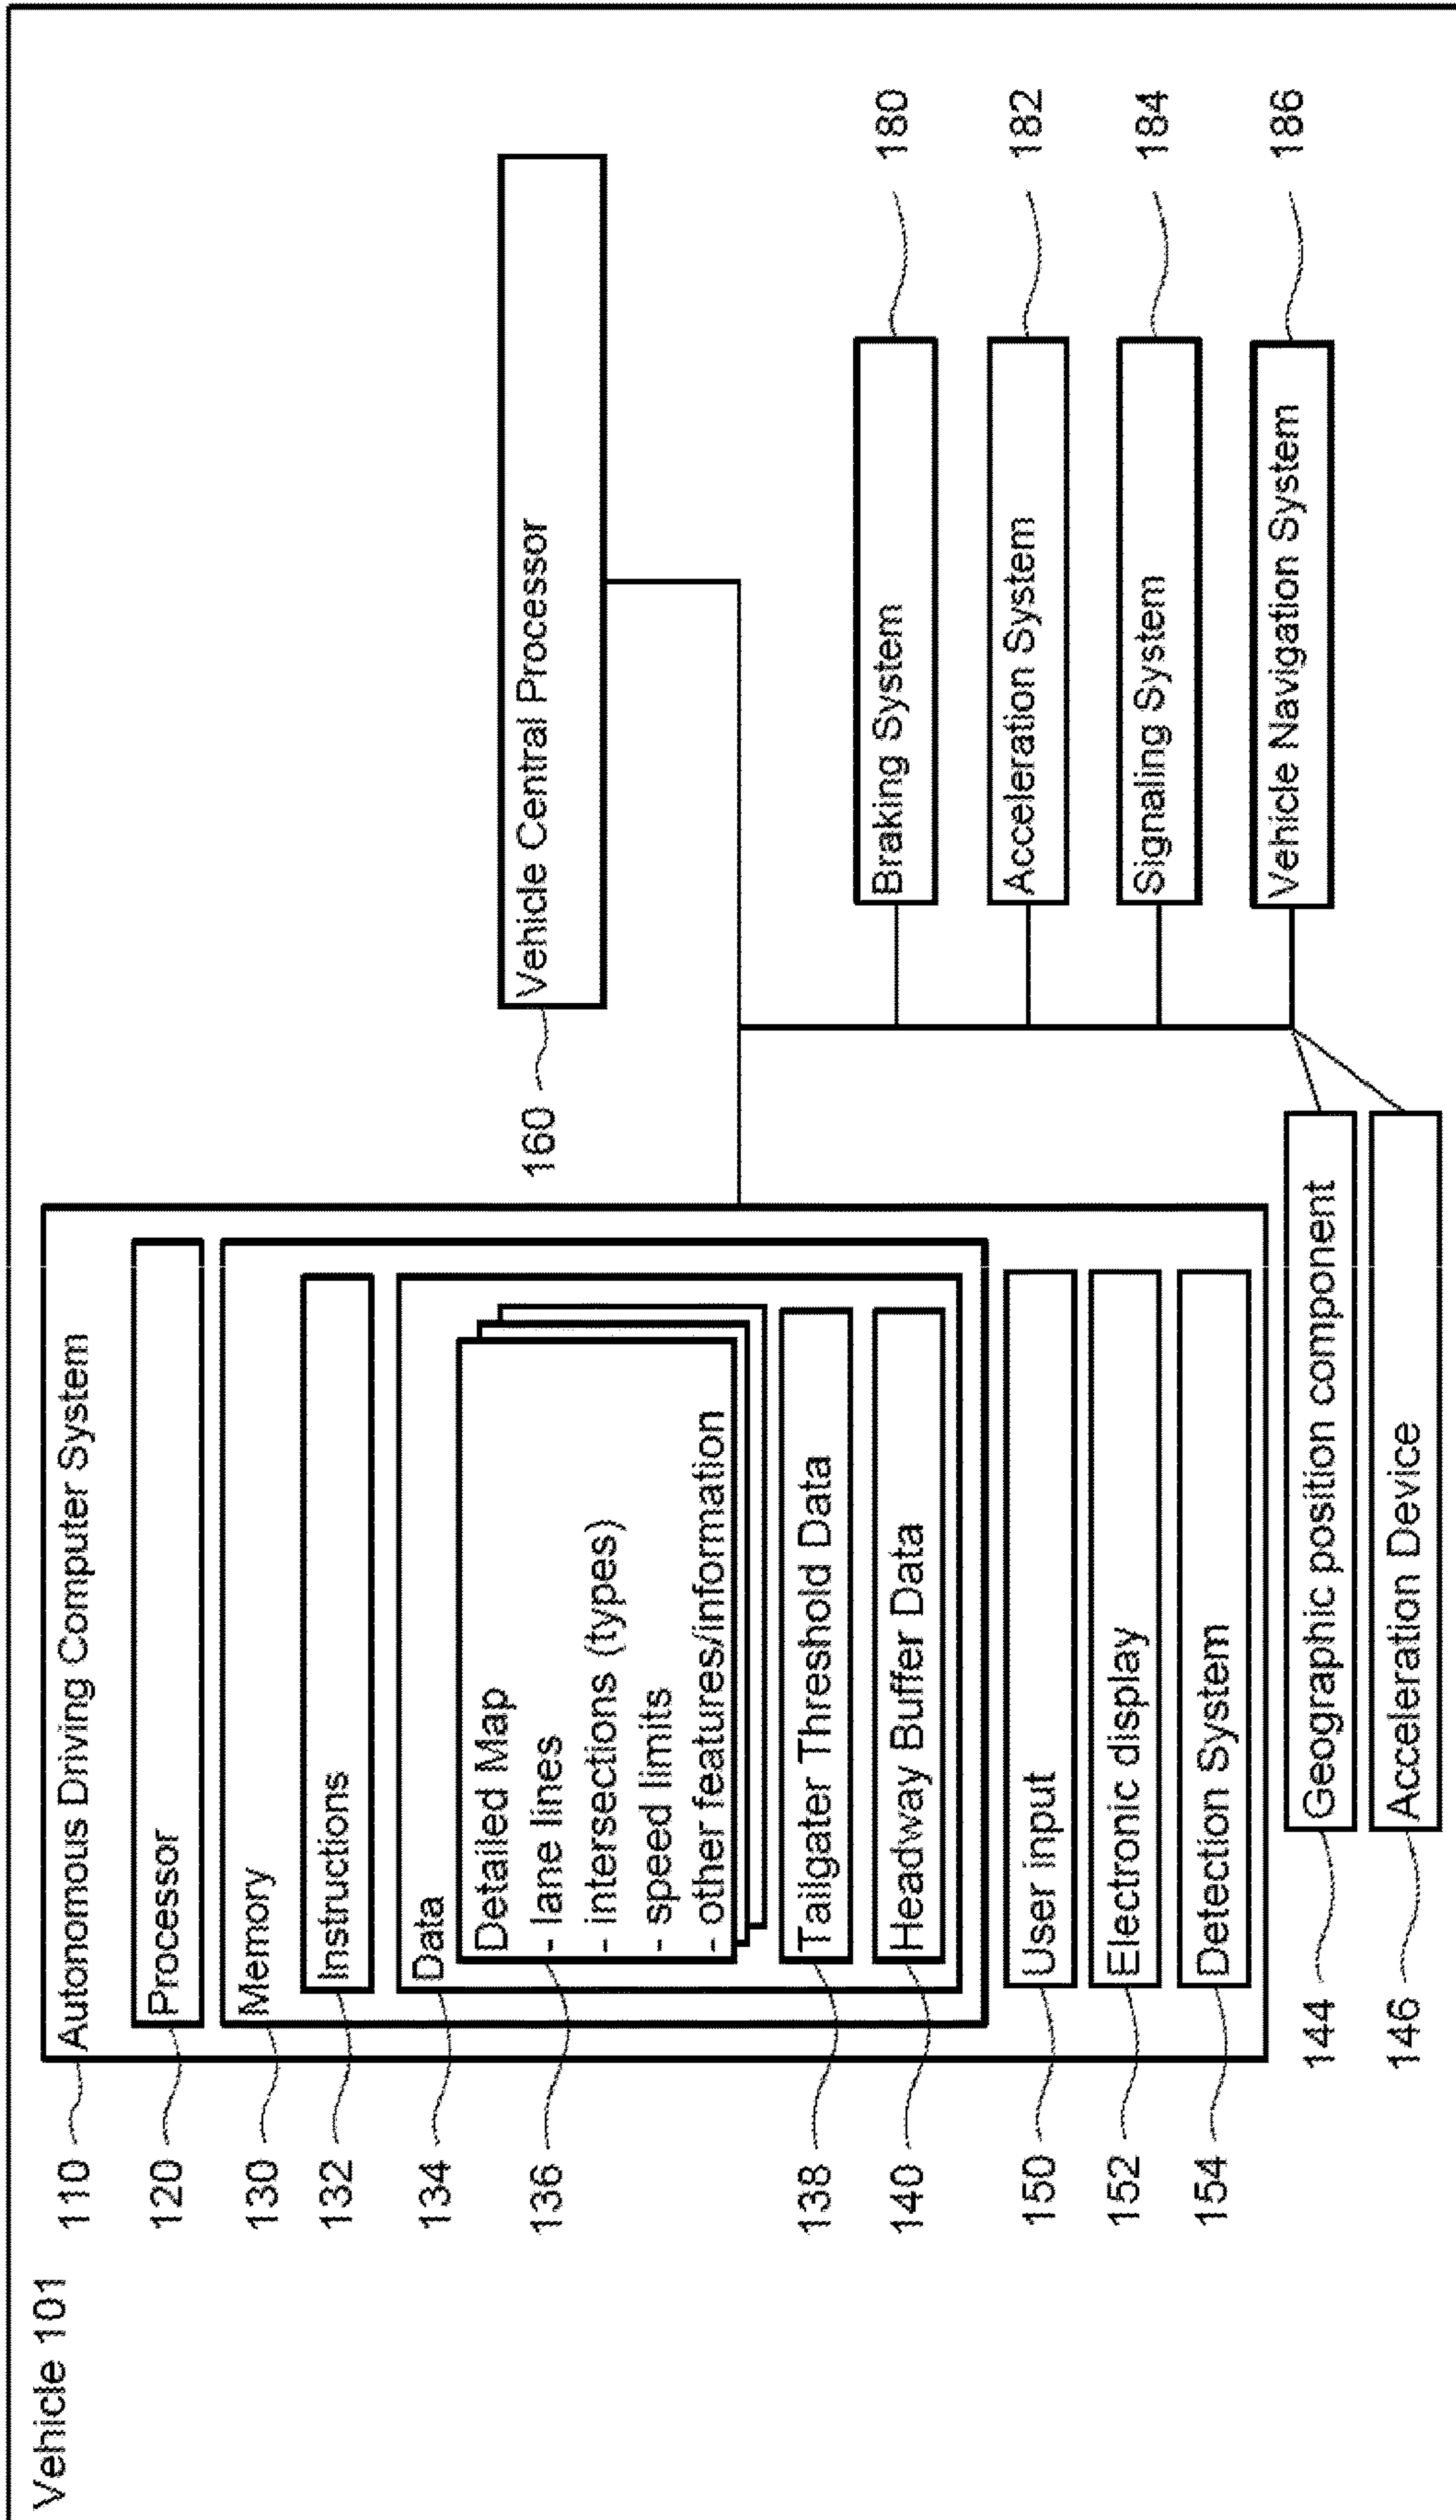 Vehicle 101
110
Autonomous Driving Computer System
120
Processor
130
Memory
132
Instructions
134
Data
136
Detailed Map
- lane lines
- intersections (types)
- speed limits
- other features/information
138
Tailgater Threshold Data
140
Headway Buffer Data
150
User input
152
Electronic display
154
Detection System
144
Geographic position component
146
Acceleration Device
160
Vehicle Central Processor
Braking System
180
Acceleration System
182
Signaling System
184
Vehicle Navigation System
186